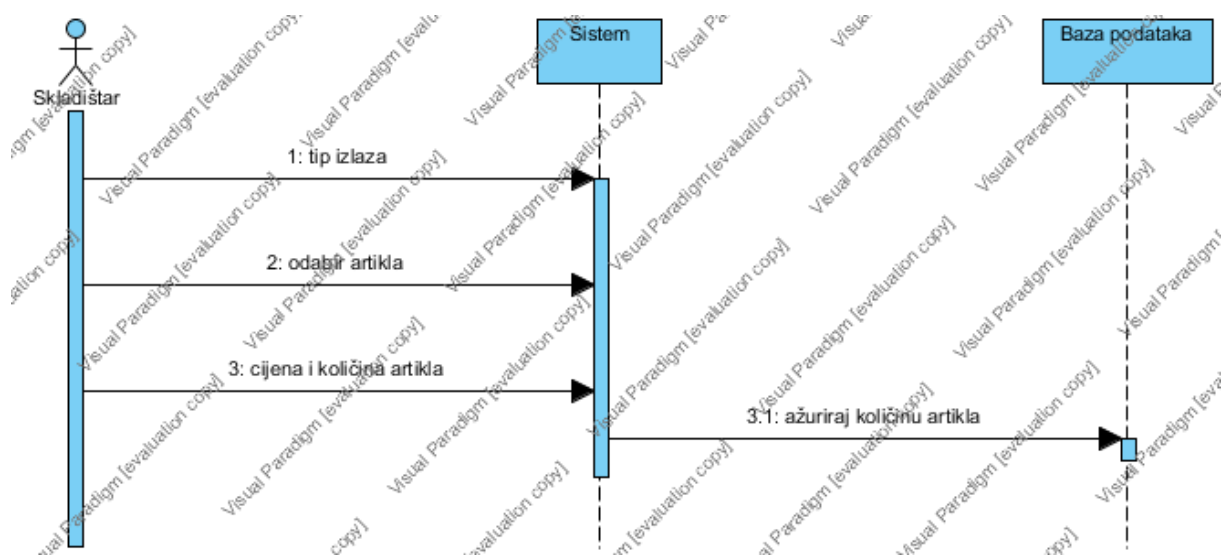 Sistem
Baza podataka
Skladištar
1: tip izlaza
2: odabir artikla
3: cijena i količina artikla
3.1: ažuriraj količinu artikla
Visual Paradigm [evaluation copy]